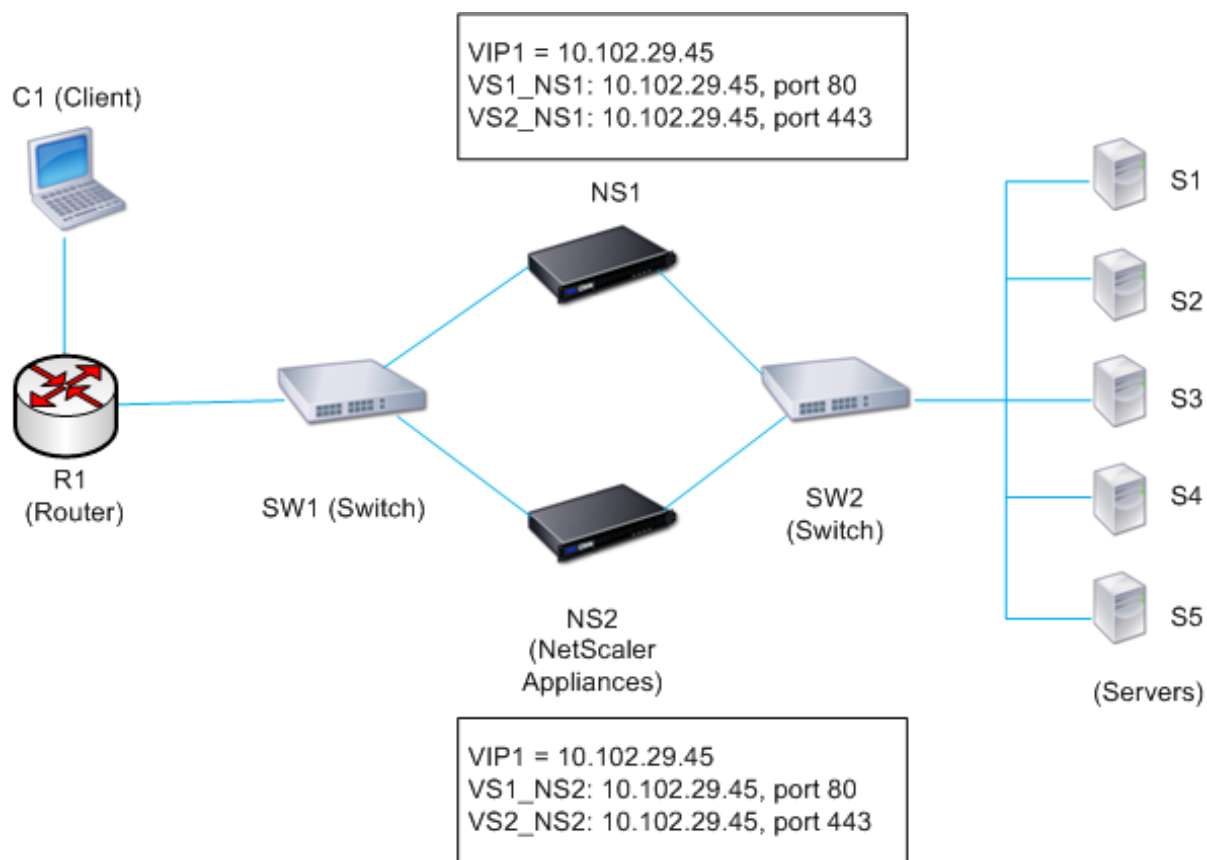 VIP1 = 10.102.29.45
VS1_NS1: 10.102.29.45, port 80
VS2_NS1: 10.102.29.45, port 443
C1 (Client)
NS1
S1
S2
S3
S4
S5
(Servers)
R1
(Router)
SW1 (Switch)
SW2
(Switch)
NS2
(NetScaler
Appliances)
VIP1 = 10.102.29.45
VS1_NS2: 10.102.29.45, port 80
VS2_NS2: 10.102.29.45, port 443